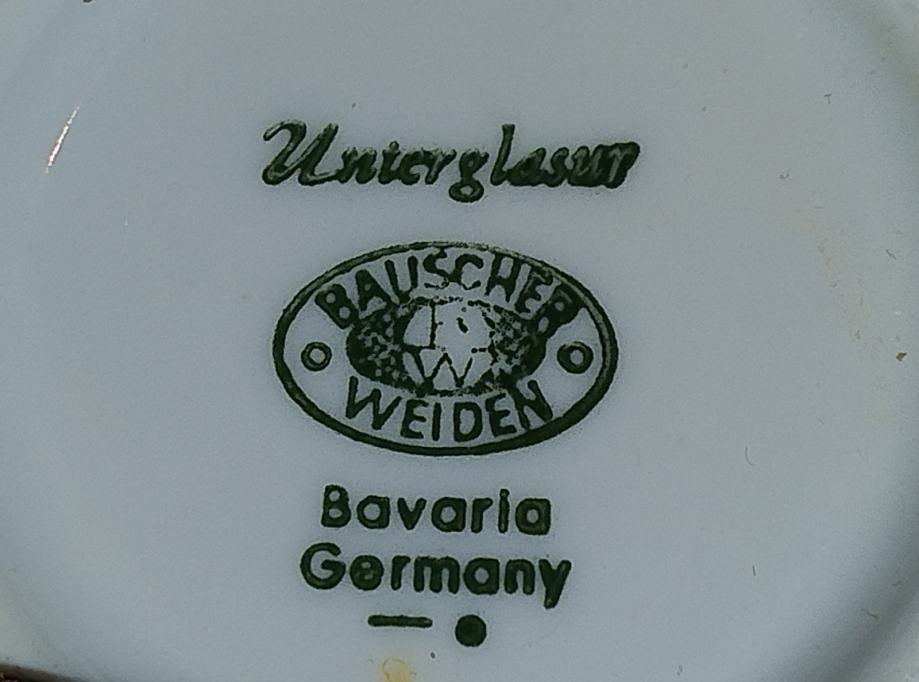 Unterglasur
BAUSCHER
WEIDEN
Bavaria
Germany